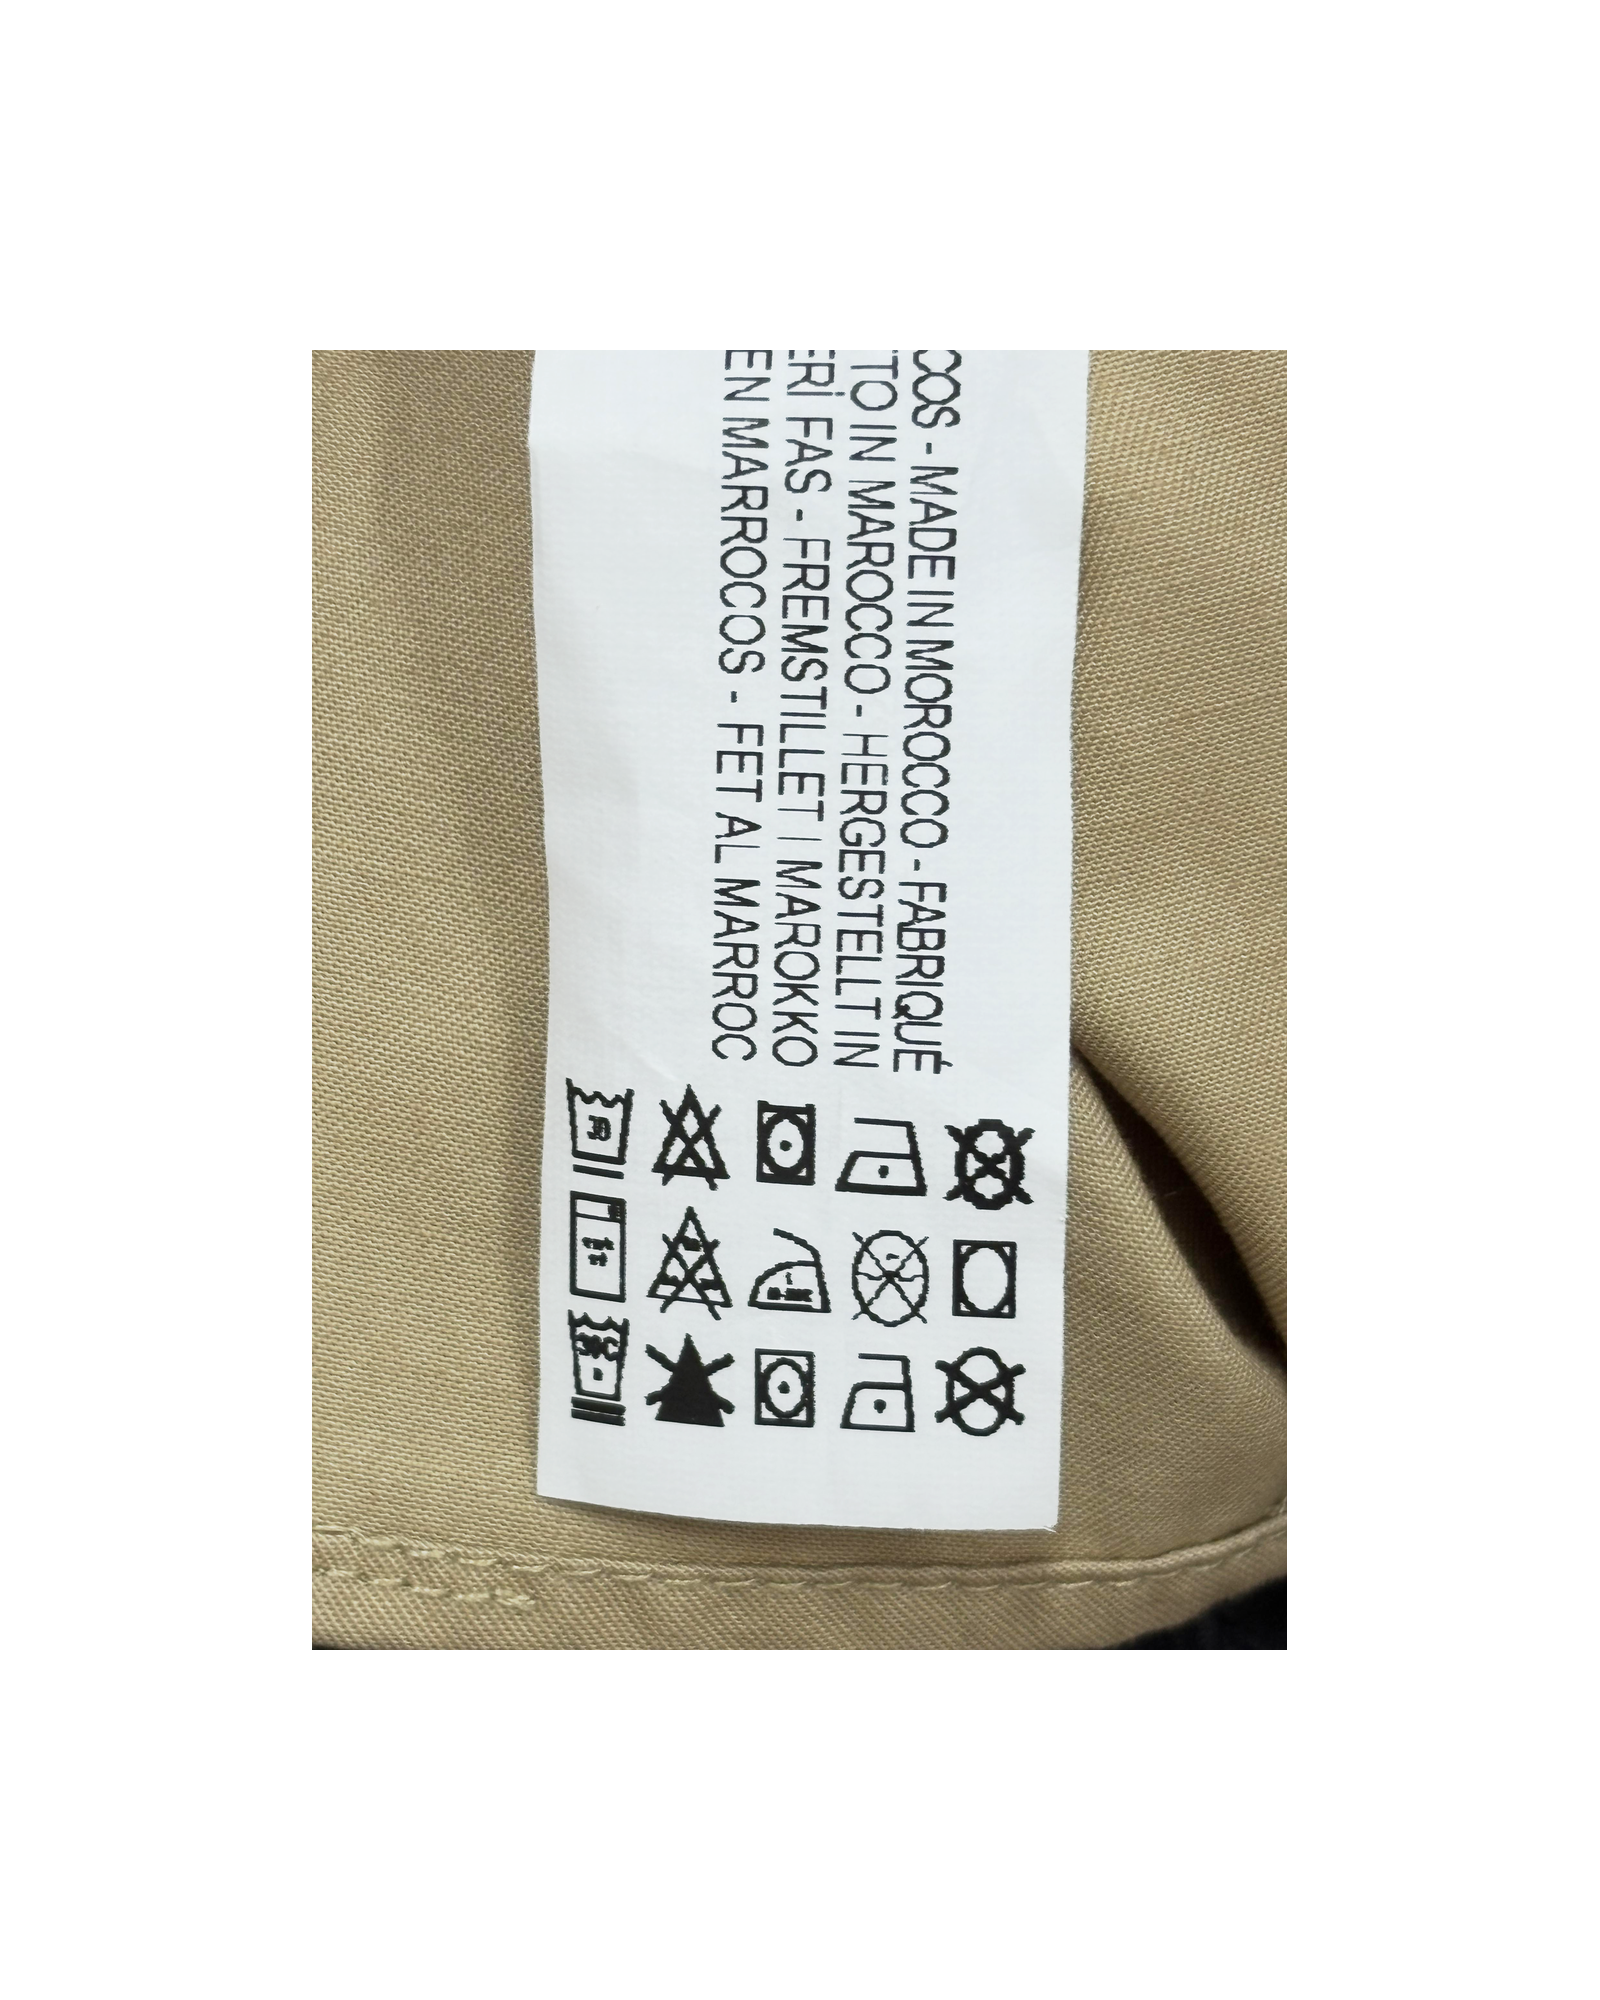 COS - MADE IN MOROCCO - FABRIQUÉ
TO IN MAROCCO - HERGESTELLT IN
ERİ FAS - FREMSTILLET I MAROKKO
EN MARROCOS - FET AL MARROC